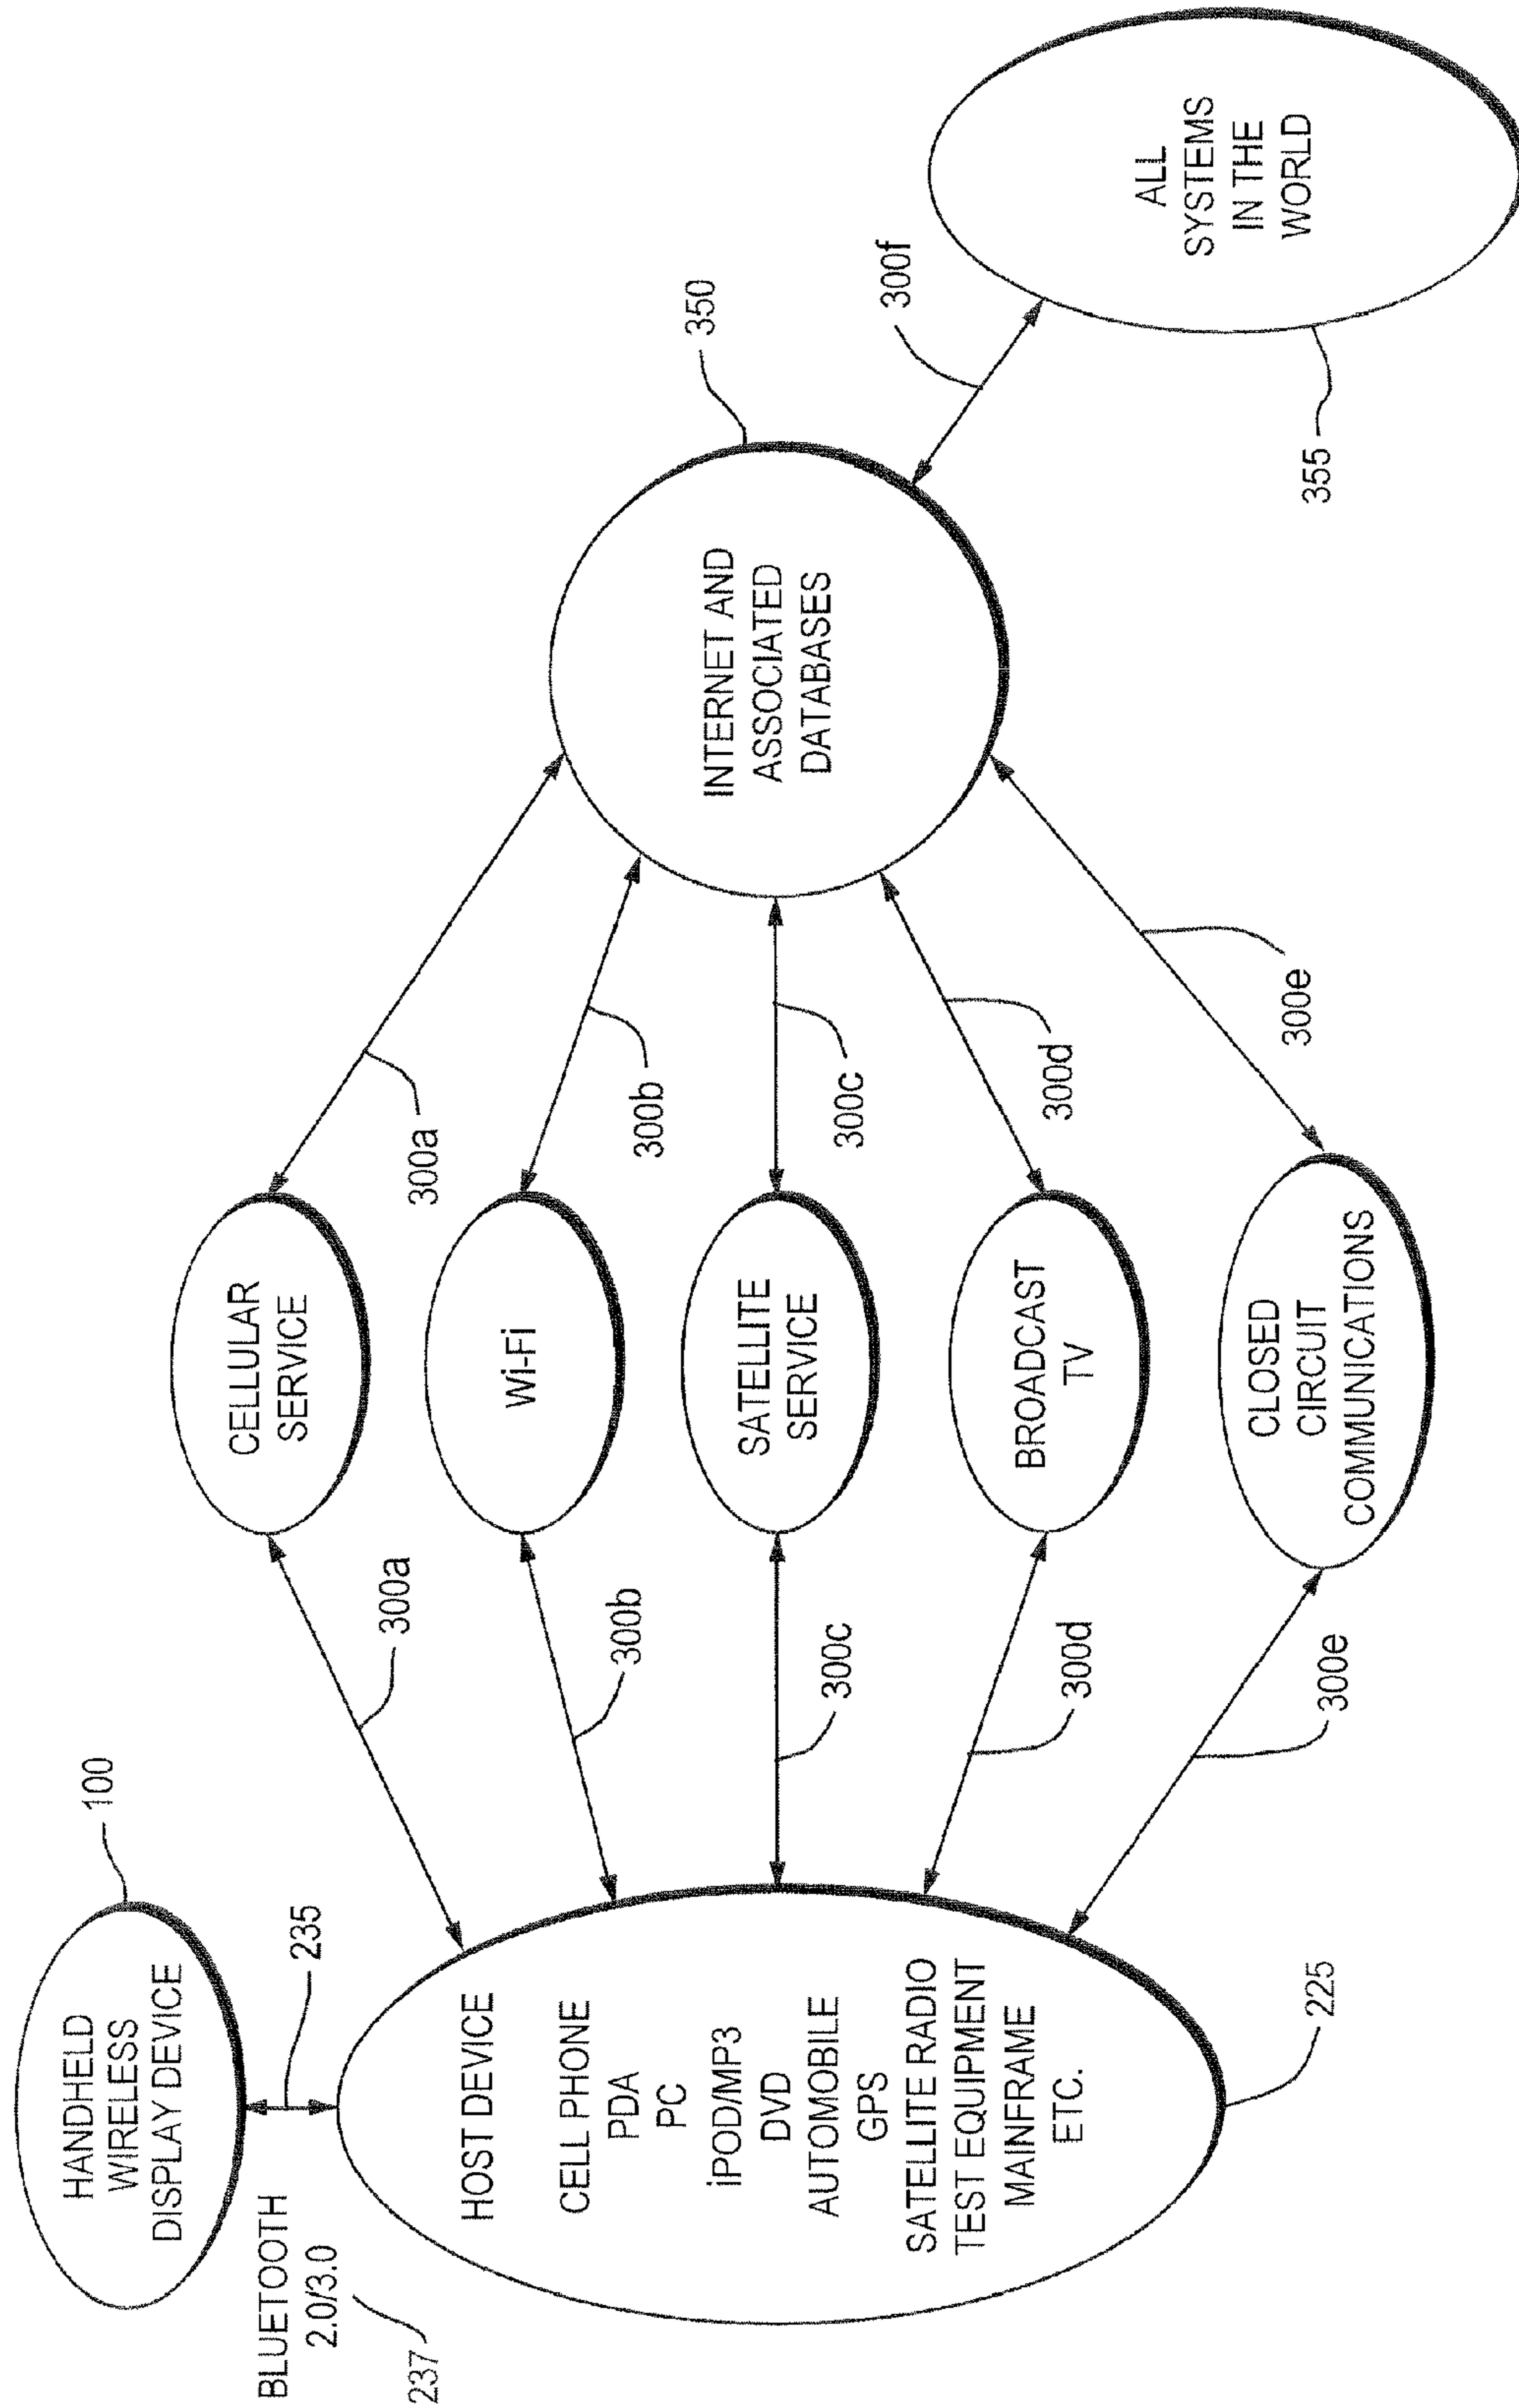 HANDHELD
WIRELESS
DISPLAY DEVICE
100
BLUETOOTH
2.0/3.0
237
235
HOST DEVICE
CELL PHONE
PDA
PC
iPOD/MP3
DVD
AUTOMOBILE
GPS
SATELLITE RADIO
TEST EQUIPMENT
MAINFRAME
ETC.
225
300a
300b
300c
300d
300e
CELLULAR
SERVICE
Wi-Fi
SATELLITE
SERVICE
BROADCAST
TV
CLOSED
CIRCUIT
COMMUNICATIONS
300a
300b
300c
300d
300e
INTERNET AND
ASSOCIATED
DATABASES
350
300f
ALL
SYSTEMS
IN THE
WORLD
355